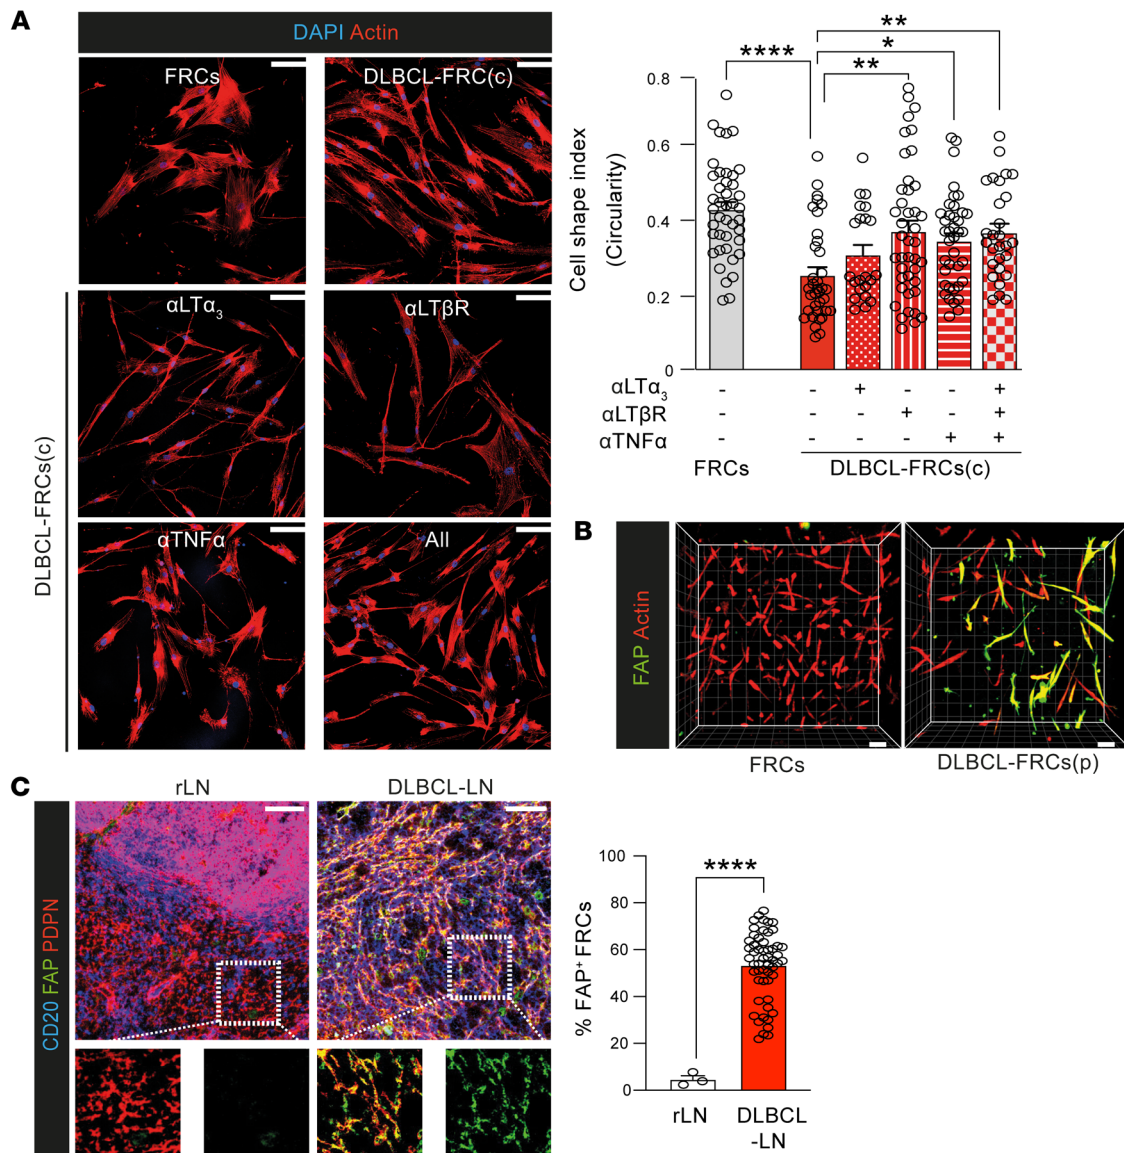 A
DAPI Actin
FRCs
DLBCL-FRC(c)
αLTα₃
αLTβR
αTNFα
All
DLBCL-FRCs(c)
Cell shape index
(Circularity)
0.8
0.6
0.4
0.2
0
****
**
*
**
αLTα₃ - - + - - +
αLTβR - - - + - +
αTNFα - - - - + +
FRCs
DLBCL-FRCs(c)
B
FAP Actin
FRCs
DLBCL-FRCs(p)
C
rLN
DLBCL-LN
CD20 FAP PDPN
% FAP⁺ FRCs
100
80
60
40
20
0
****
rLN
DLBCL
-LN